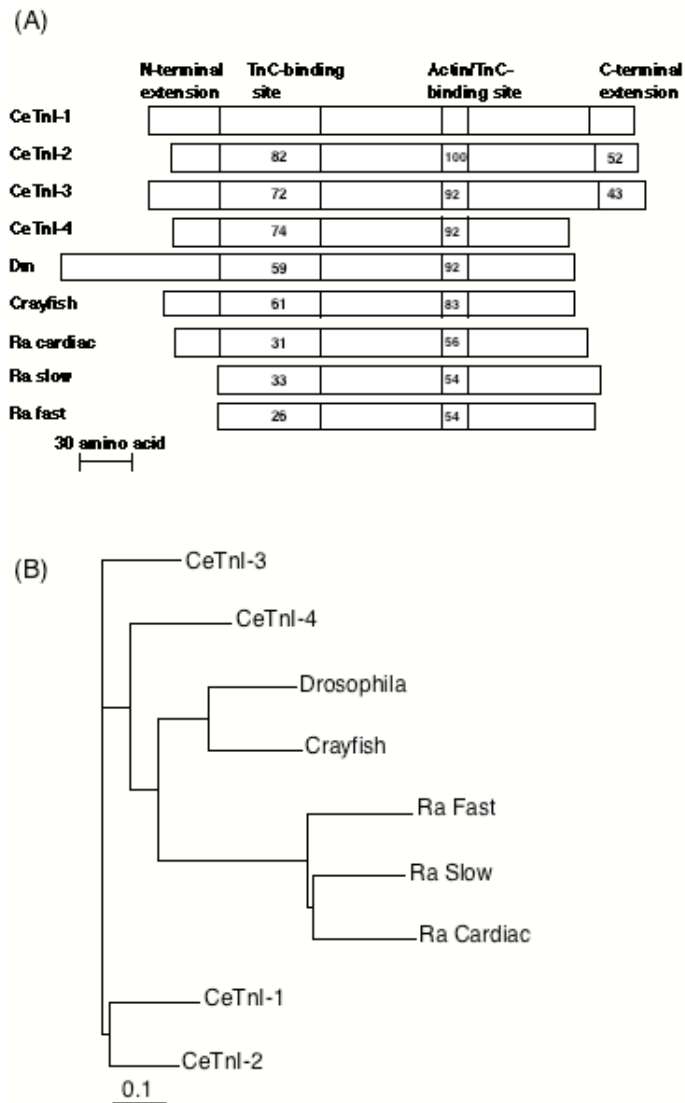 (A)
N-terminal extension TnC-binding site Actin/TnC-binding site C-terminal extension
CeTnI-1
CeTnI-2 82 100 52
CeTnI-3 72 92 43
CeTnI-4 74 92
Dm 59 92
Crayfish 61 83
Ra cardiac 31 56
Ra slow 33 54
Ra fast 26 54
30 amino acid
(B)
CeTnI-3
CeTnI-4
Drosophila
Crayfish
Ra Fast
Ra Slow
Ra Cardiac
CeTnI-1
CeTnI-2
0.1